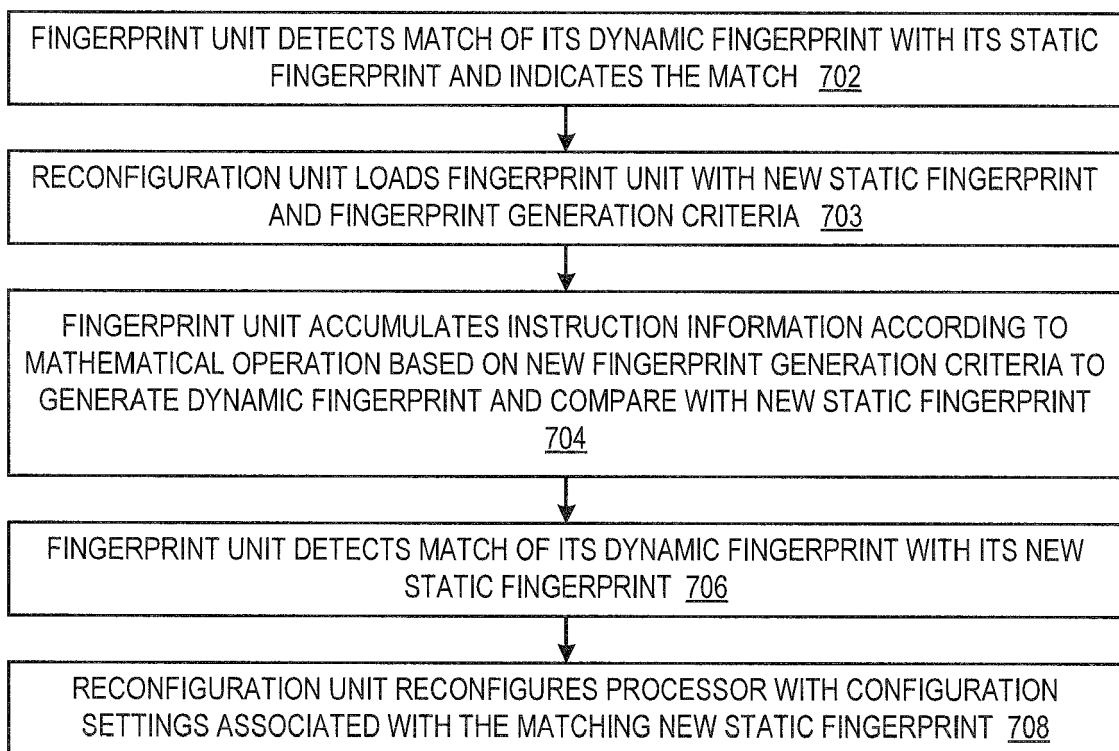 FINGERPRINT UNIT DETECTS MATCH OF ITS DYNAMIC FINGERPRINT WITH ITS STATIC
FINGERPRINT AND INDICATES THE MATCH 702
RECONFIGURATION UNIT LOADS FINGERPRINT UNIT WITH NEW STATIC FINGERPRINT
AND FINGERPRINT GENERATION CRITERIA 703
FINGERPRINT UNIT ACCUMULATES INSTRUCTION INFORMATION ACCORDING TO
MATHEMATICAL OPERATION BASED ON NEW FINGERPRINT GENERATION CRITERIA TO
GENERATE DYNAMIC FINGERPRINT AND COMPARE WITH NEW STATIC FINGERPRINT
704
FINGERPRINT UNIT DETECTS MATCH OF ITS DYNAMIC FINGERPRINT WITH ITS NEW
STATIC FINGERPRINT 706
RECONFIGURATION UNIT RECONFIGURES PROCESSOR WITH CONFIGURATION
SETTINGS ASSOCIATED WITH THE MATCHING NEW STATIC FINGERPRINT 708